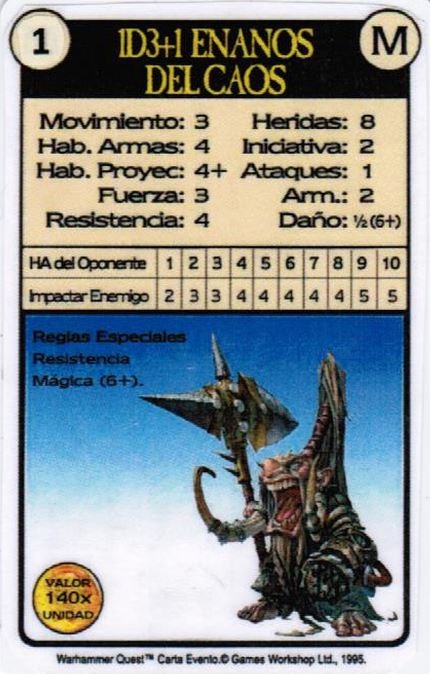 1
M
1D3+1 ENANOS
DEL CAOS
Movimiento: 3 Heridas: 8
Hab. Armas: 4 Iniciativa: 2
Hab. Proyec: 4+ Ataques: 1
Fuerza: 3 Arm.: 2
Resistencia: 4 Daño: ½ (6+)
HA del Oponente 1 2 3 4 5 6 7 8 9 10
Impactar Enemigo 2 3 3 4 4 4 4 4 5 5
Reglas Especiales
Resistencia
Mágica (6+).
VALOR
140x
UNIDAD
Warhammer Quest™ Carta Evento.© Games Workshop Ltd., 1995.